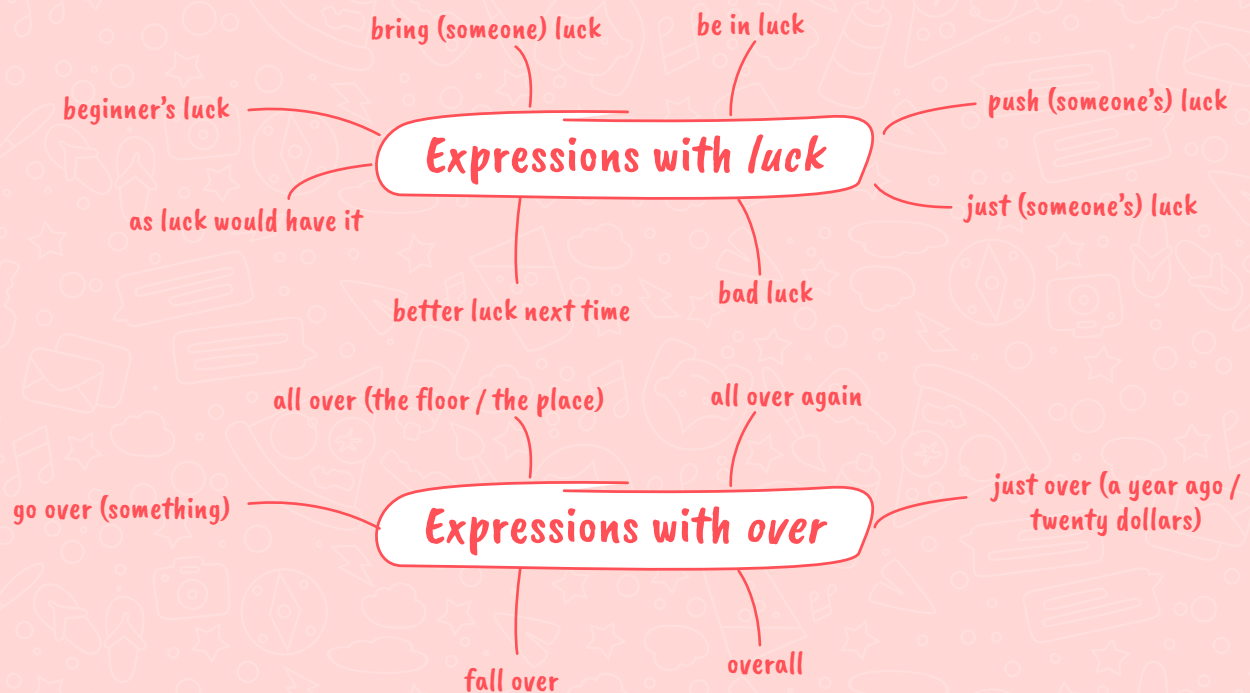 bring (someone) luck
be in luck
beginner's luck
push (someone's) luck
Expressions with luck
as luck would have it
just (someone's) luck
better luck next time
bad luck
all over (the floor / the place)
all over again
go over (something)
just over (a year ago /
twenty dollars)
Expressions with over
fall over
overall